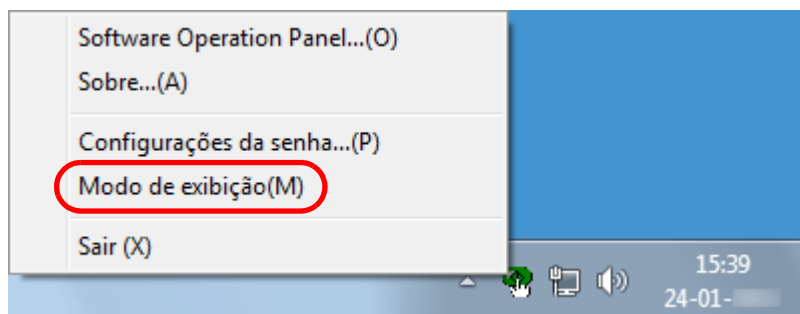 Software Operation Panel...(O)
Sobre...(A)
Configurações da senha...(P)
Modo de exibição(M)
Sair (X)
15:39
24-01-